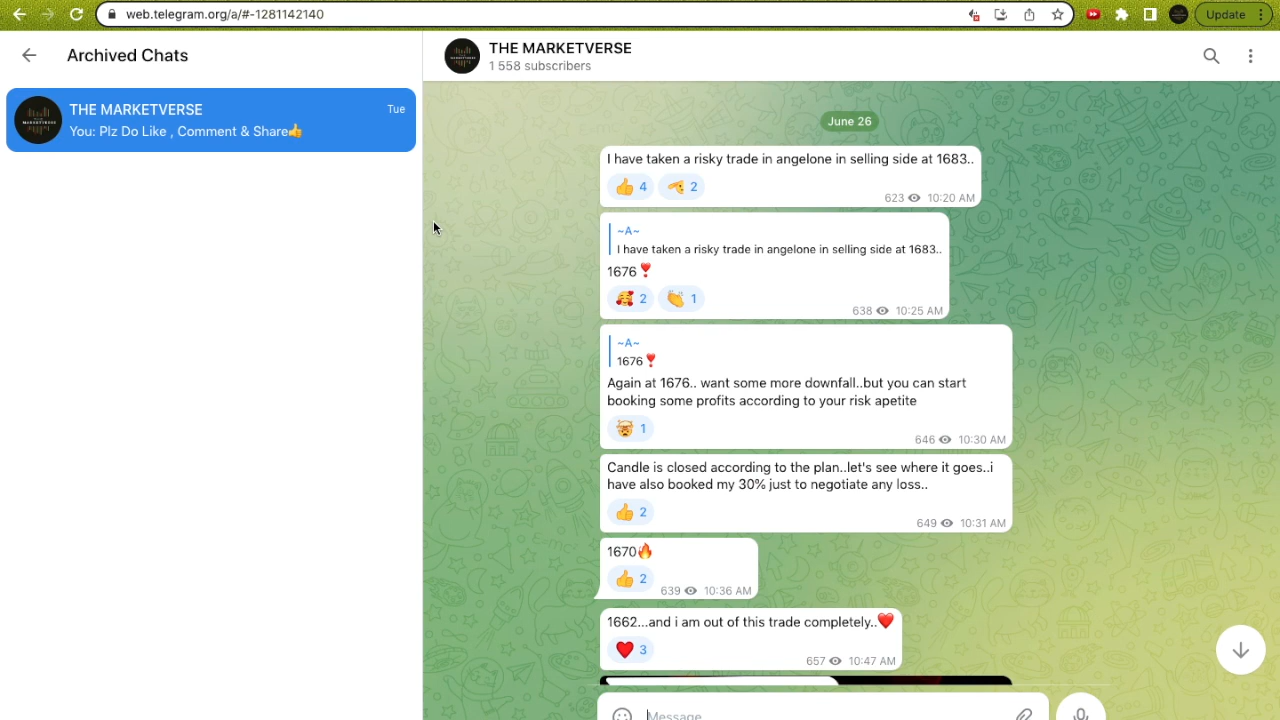 web.telegram.org/a/#-1281142140
Update
Archived Chats
THE MARKETVERSE
Tue
You: Plz Do Like , Comment & Share👍
THE MARKETVERSE
1 558 subscribers
June 26
I have taken a risky trade in angelone in selling side at 1683..
👍 4 🫳 2
623 10:20 AM
~A~
I have taken a risky trade in angelone in selling side at 1683..
1676❣️
🥰 2 👏 1
638 10:25 AM
~A~
1676❣️
Again at 1676.. want some more downfall..but you can start
booking some profits according to your risk apetite
🤯 1
646 10:30 AM
Candle is closed according to the plan..let's see where it goes..i
have also booked my 30% just to negotiate any loss..
👍 2
649 10:31 AM
1670🔥
👍 2
639 10:36 AM
1662...and i am out of this trade completely..❤️
❤️ 3
657 10:47 AM
Message